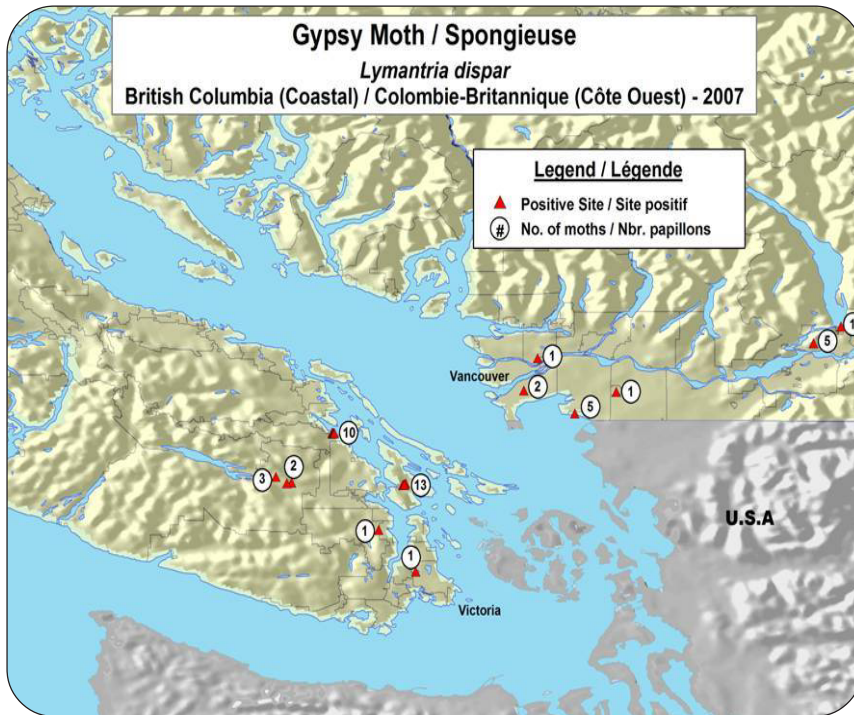 Gypsy Moth / Spongieuse
Lymantria dispar
British Columbia (Coastal) / Colombie-Britannique (Côte Ouest) - 2007
Legend / Légende
Positive Site / Site positif
# No. of moths / Nbr. papillons
1
5
1
Vancouver
2
1
5
10
2
3
13
U.S.A
1
1
Victoria